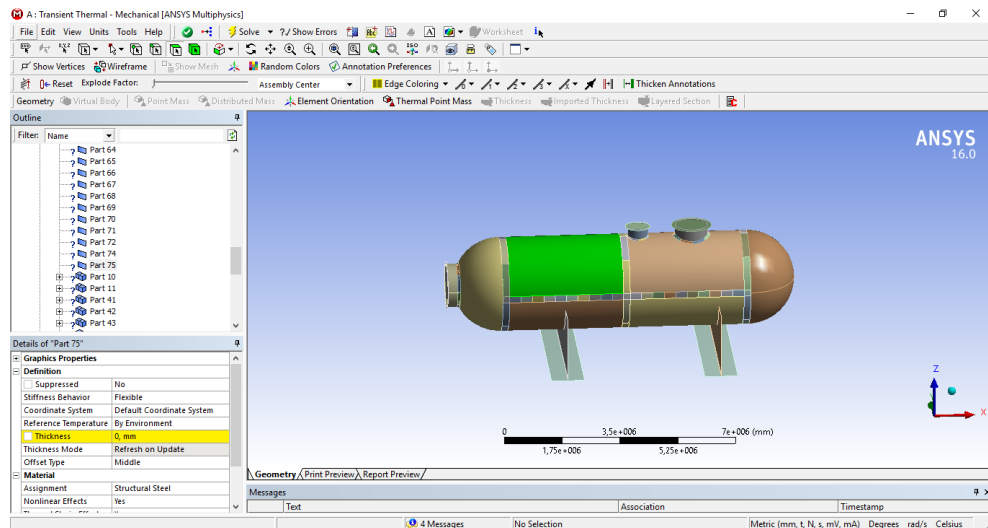 A : Transient Thermal - Mechanical [ANSYS Multiphysics]
File Edit View Units Tools Help Solve ?/ Show Errors Worksheet
Show Vertices Wireframe Show Mesh Random Colors Annotation Preferences
Reset Explode Factor: Assembly Center Edge Coloring Thicken Annotations
Geometry Virtual Body Point Mass Distributed Mass Element Orientation Thermal Point Mass Thickness Imported Thickness Layered Section
Outline
Filter: Name
Part 64
Part 65
Part 66
Part 67
Part 68
Part 69
Part 70
Part 71
Part 72
Part 74
Part 75
Part 10
Part 11
Part 41
Part 42
Part 43
Details of "Part 75"
Graphics Properties
Definition
Suppressed No
Stiffness Behavior Flexible
Coordinate System Default Coordinate System
Reference Temperature By Environment
Thickness 0, mm
Thickness Mode Refresh on Update
Offset Type Middle
Material
Assignment Structural Steel
Nonlinear Effects Yes
ANSYS
16.0
Z
X
0 3,5e+006 7e+006 (mm)
1,75e+006 5,25e+006
Geometry Print Preview Report Preview
Messages
Text Association Timestamp
4 Messages No Selection Metric (mm, t, N, s, mV, mA) Degrees rad/s Celsius